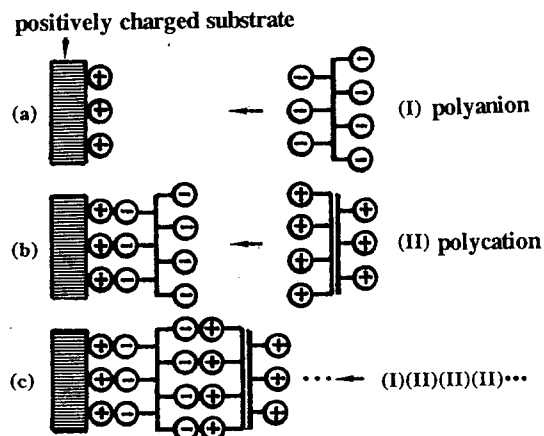 positively charged substrate
(a)
(I) polyanion
(b)
(II) polycation
(c)
(I)(II)(II)(II)···